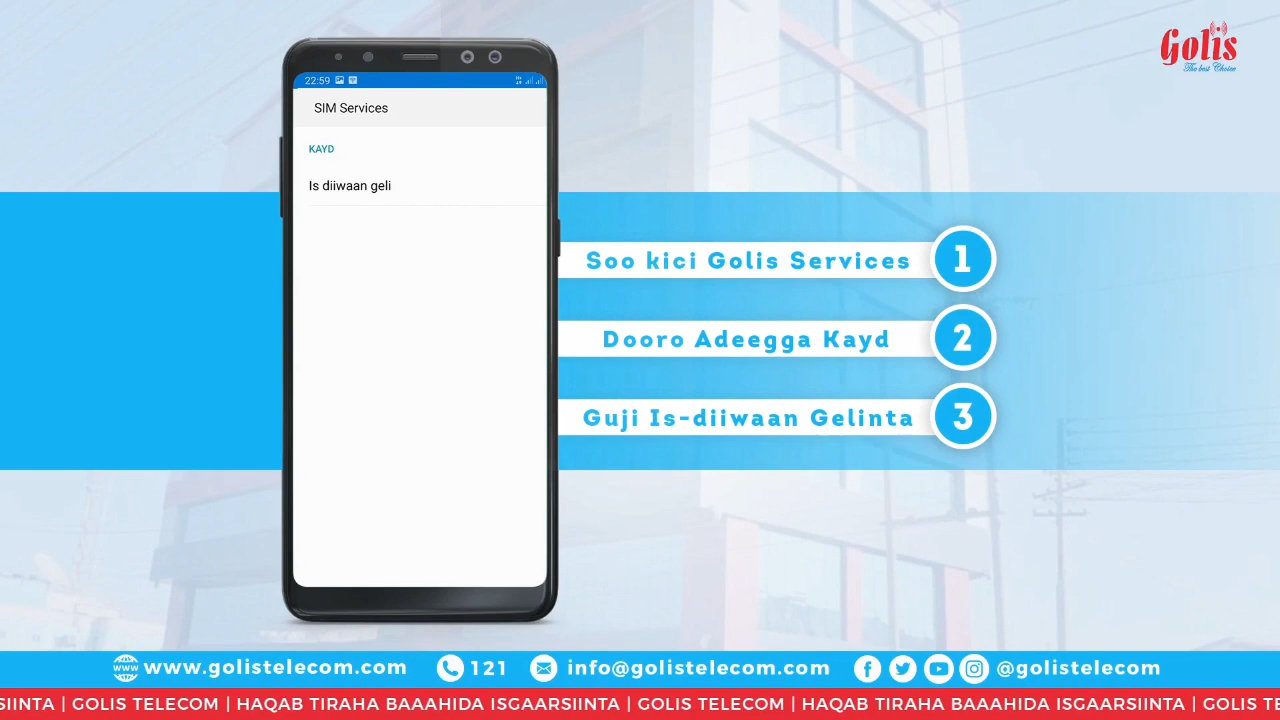 Golis
The best Choice
22:59
SIM Services
KAYD
Is diiwaan geli
Soo kici Golis Services 1
Dooro Adeegga Kayd 2
Guji Is-diiwaan Gelinta 3
www www.golistelecom.com 121 info@golistelecom.com @golistelecom
SIINTA | GOLIS TELECOM | HAQAB TIRAHA BAAAHIDA ISGAARSIINTA | GOLIS TELECOM | HAQAB TIRAHA BAAAHIDA ISGAARSIINTA | GOLIS TE